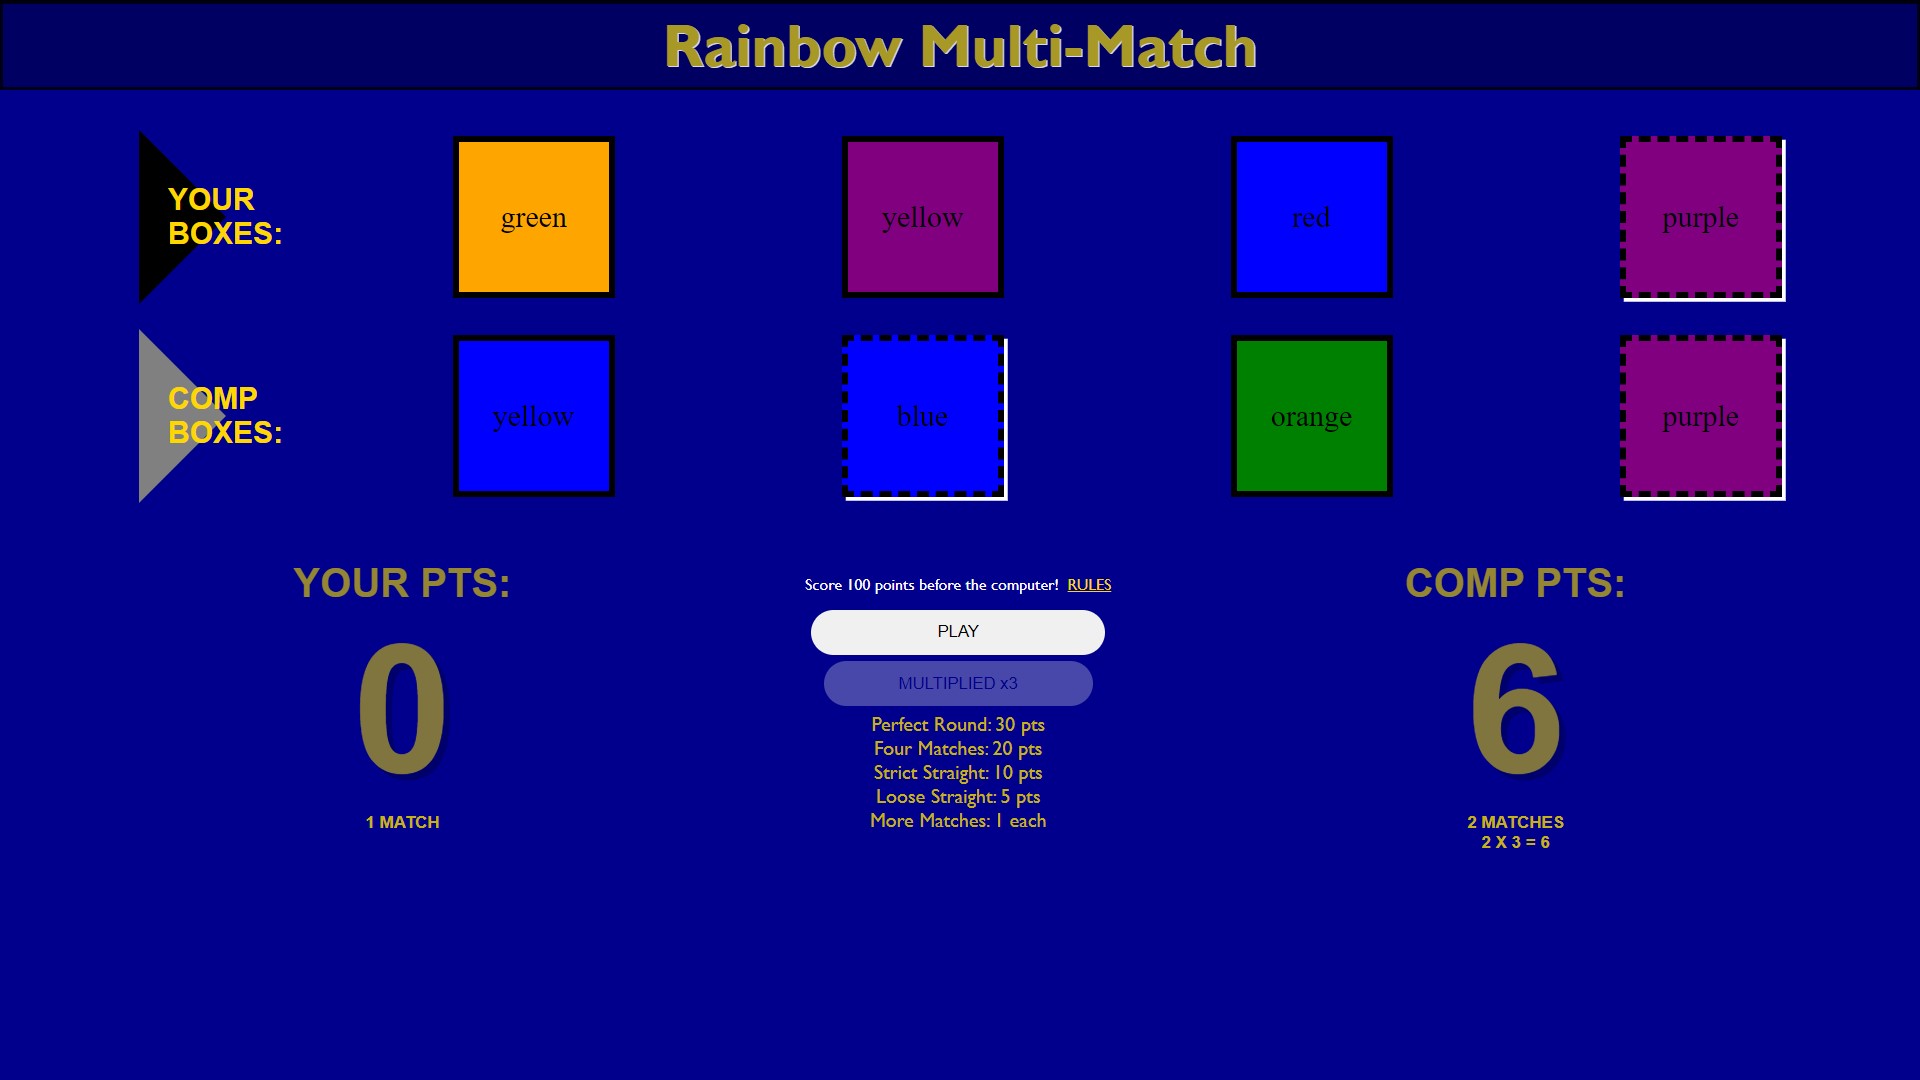 Rainbow Multi-Match
YOUR
BOXES:
green
yellow
red
purple
COMP
BOXES:
yellow
blue
orange
purple
YOUR PTS:
0
1 MATCH
Score 100 points before the computer! RULES
PLAY
MULTIPLIED x3
Perfect Round: 30 pts
Four Matches: 20 pts
Strict Straight: 10 pts
Loose Straight: 5 pts
More Matches: 1 each
COMP PTS:
6
2 MATCHES
2 X 3 = 6